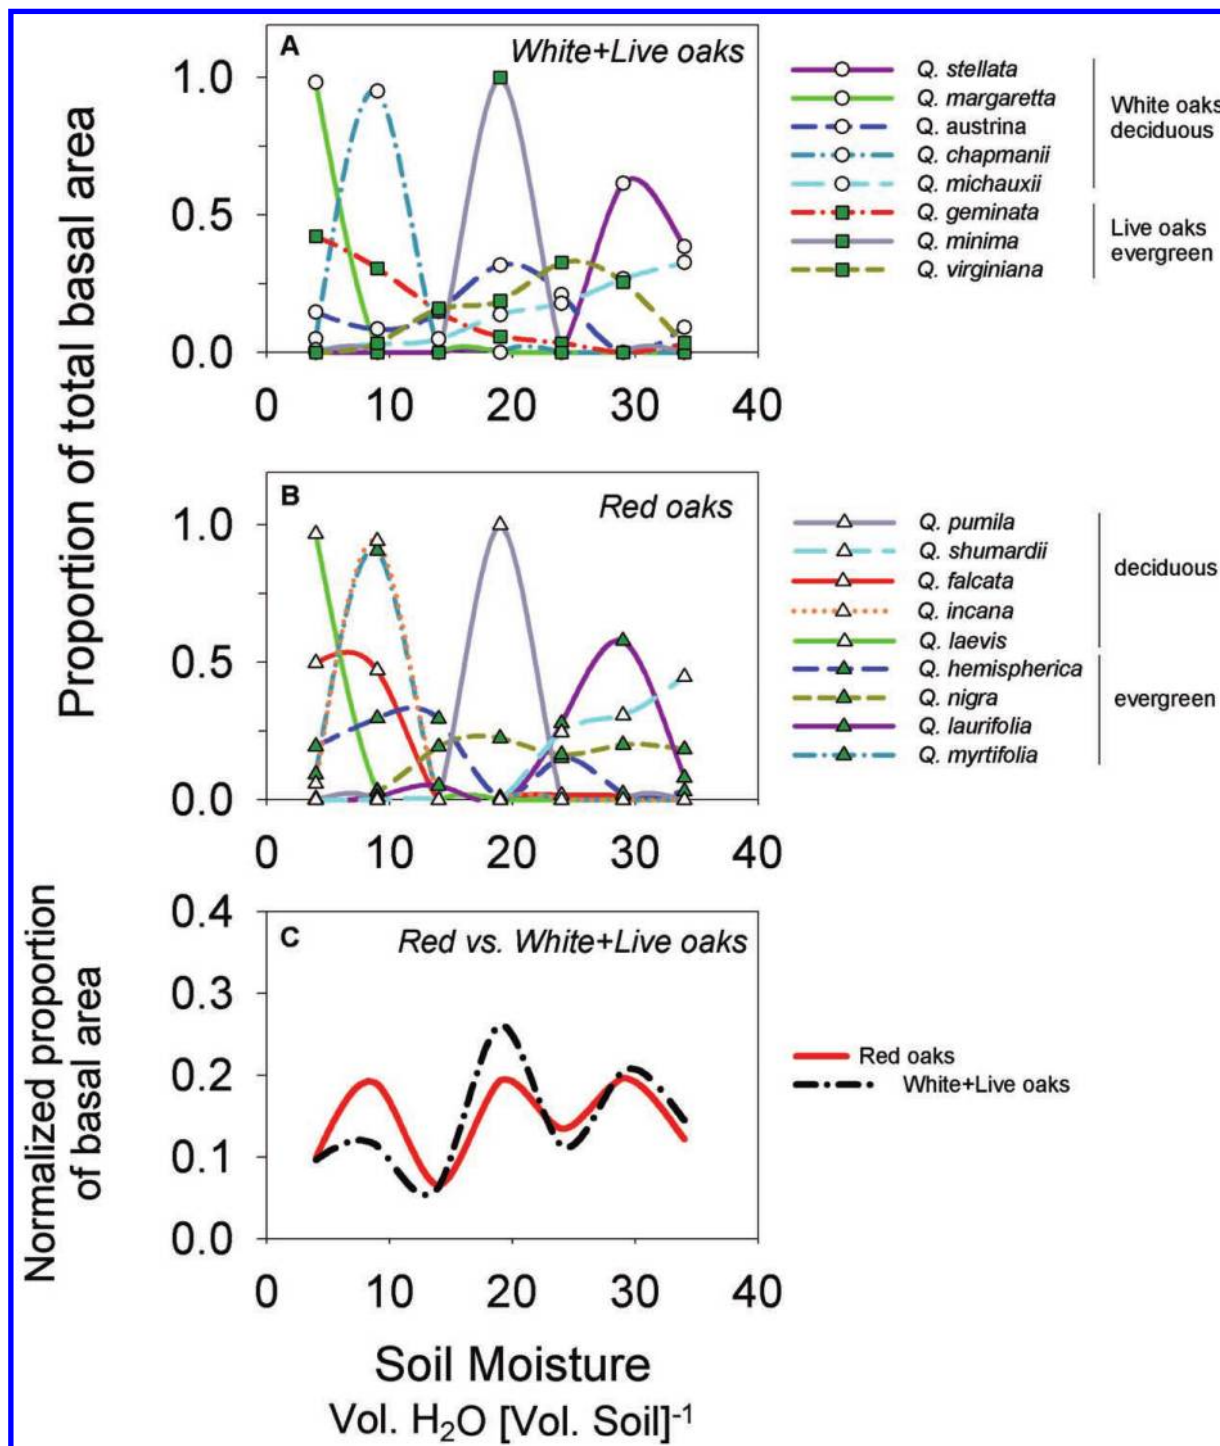 Proportion of total basal area
A
White+Live oaks
1.0
0.5
0.0
0 10 20 30 40
Q. stellata
Q. margaretta
Q. austrina
Q. chapmanii
Q. michauxii
Q. geminata
Q. minima
Q. virginiana
White oaks
deciduous
Live oaks
evergreen
B
Red oaks
1.0
0.5
0.0
0 10 20 30 40
Q. pumila
Q. shumardii
Q. falcata
Q. incana
Q. laevis
Q. hemispherica
Q. nigra
Q. laurifolia
Q. myrtifolia
deciduous
evergreen
Normalized proportion
of basal area
C
Red vs. White+Live oaks
0.4
0.3
0.2
0.1
0.0
0 10 20 30 40
Red oaks
White+Live oaks
Soil Moisture
Vol. H₂O [Vol. Soil]⁻¹